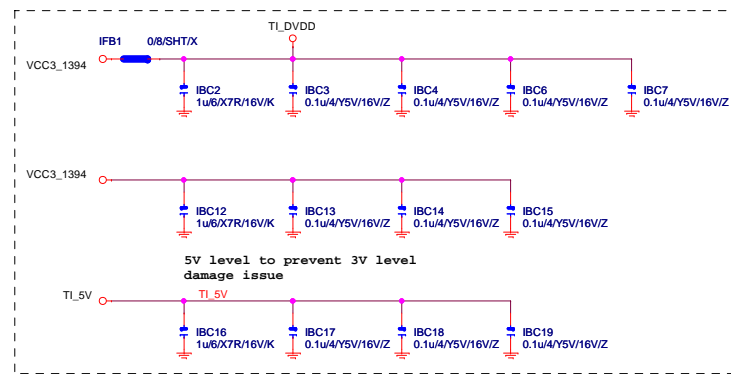 TI_DVDD
IFB1 0/8/SHT/X
VCC3_1394
IBC2 IBC3 IBC4 IBC6 IBC7
1u/6/X7R/16V/K 0.1u/4/Y5V/16V/Z 0.1u/4/Y5V/16V/Z 0.1u/4/Y5V/16V/Z 0.1u/4/Y5V/16V/Z
VCC3_1394
IBC12 IBC13 IBC14 IBC15
1u/6/X7R/16V/K 0.1u/4/Y5V/16V/Z 0.1u/4/Y5V/16V/Z 0.1u/4/Y5V/16V/Z
5V level to prevent 3V level
damage issue
TI_5V TI_5V
IBC16 IBC17 IBC18 IBC19
1u/6/X7R/16V/K 0.1u/4/Y5V/16V/Z 0.1u/4/Y5V/16V/Z 0.1u/4/Y5V/16V/Z